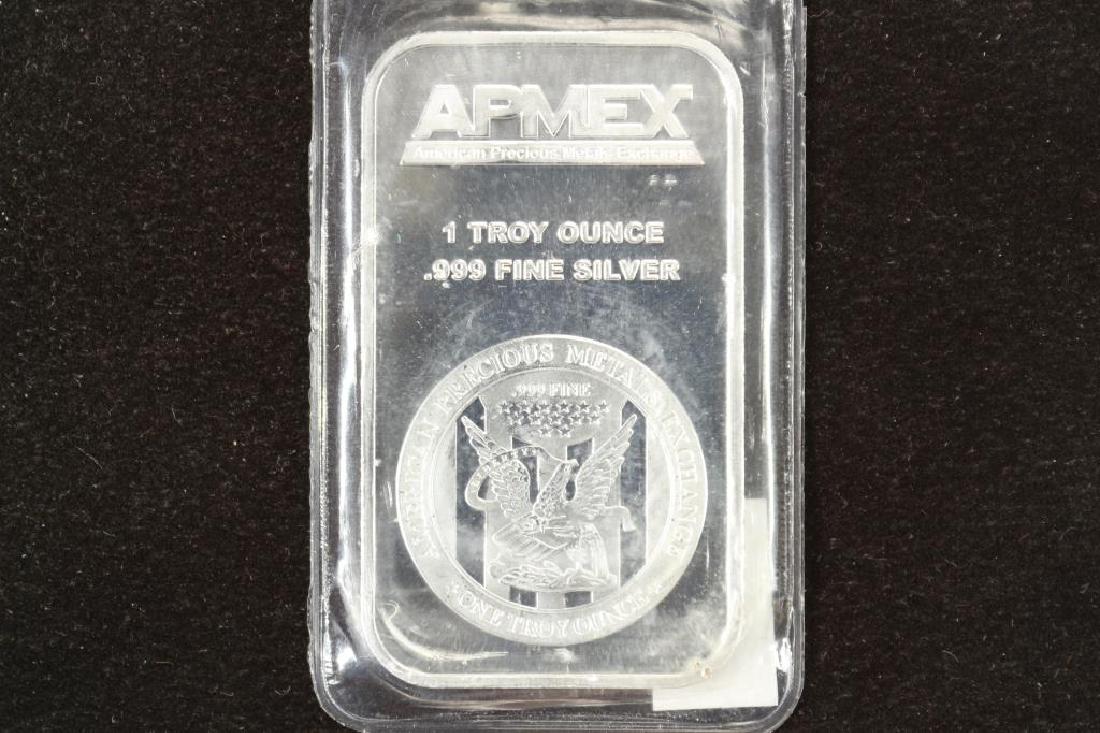 APMEX
American Precious Metals Exchange
1 TROY OUNCE
.999 FINE SILVER
AMERICAN PRECIOUS METALS EXCHANGE
.999 FINE
ONE TROY OUNCE